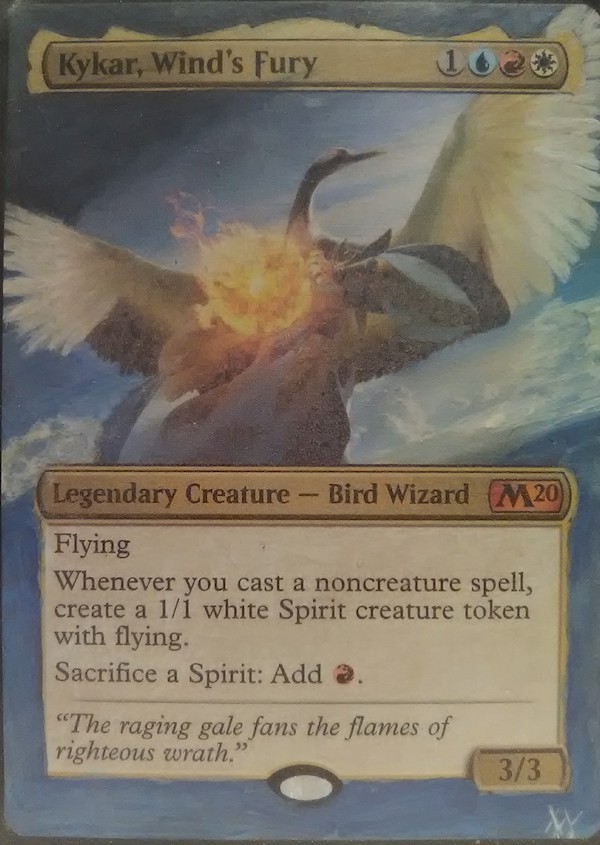 Kykar, Wind's Fury 1
Legendary Creature — Bird Wizard M20
Flying
Whenever you cast a noncreature spell,
create a 1/1 white Spirit creature token
with flying.
Sacrifice a Spirit: Add .
“The raging gale fans the flames of
righteous wrath.”
3/3